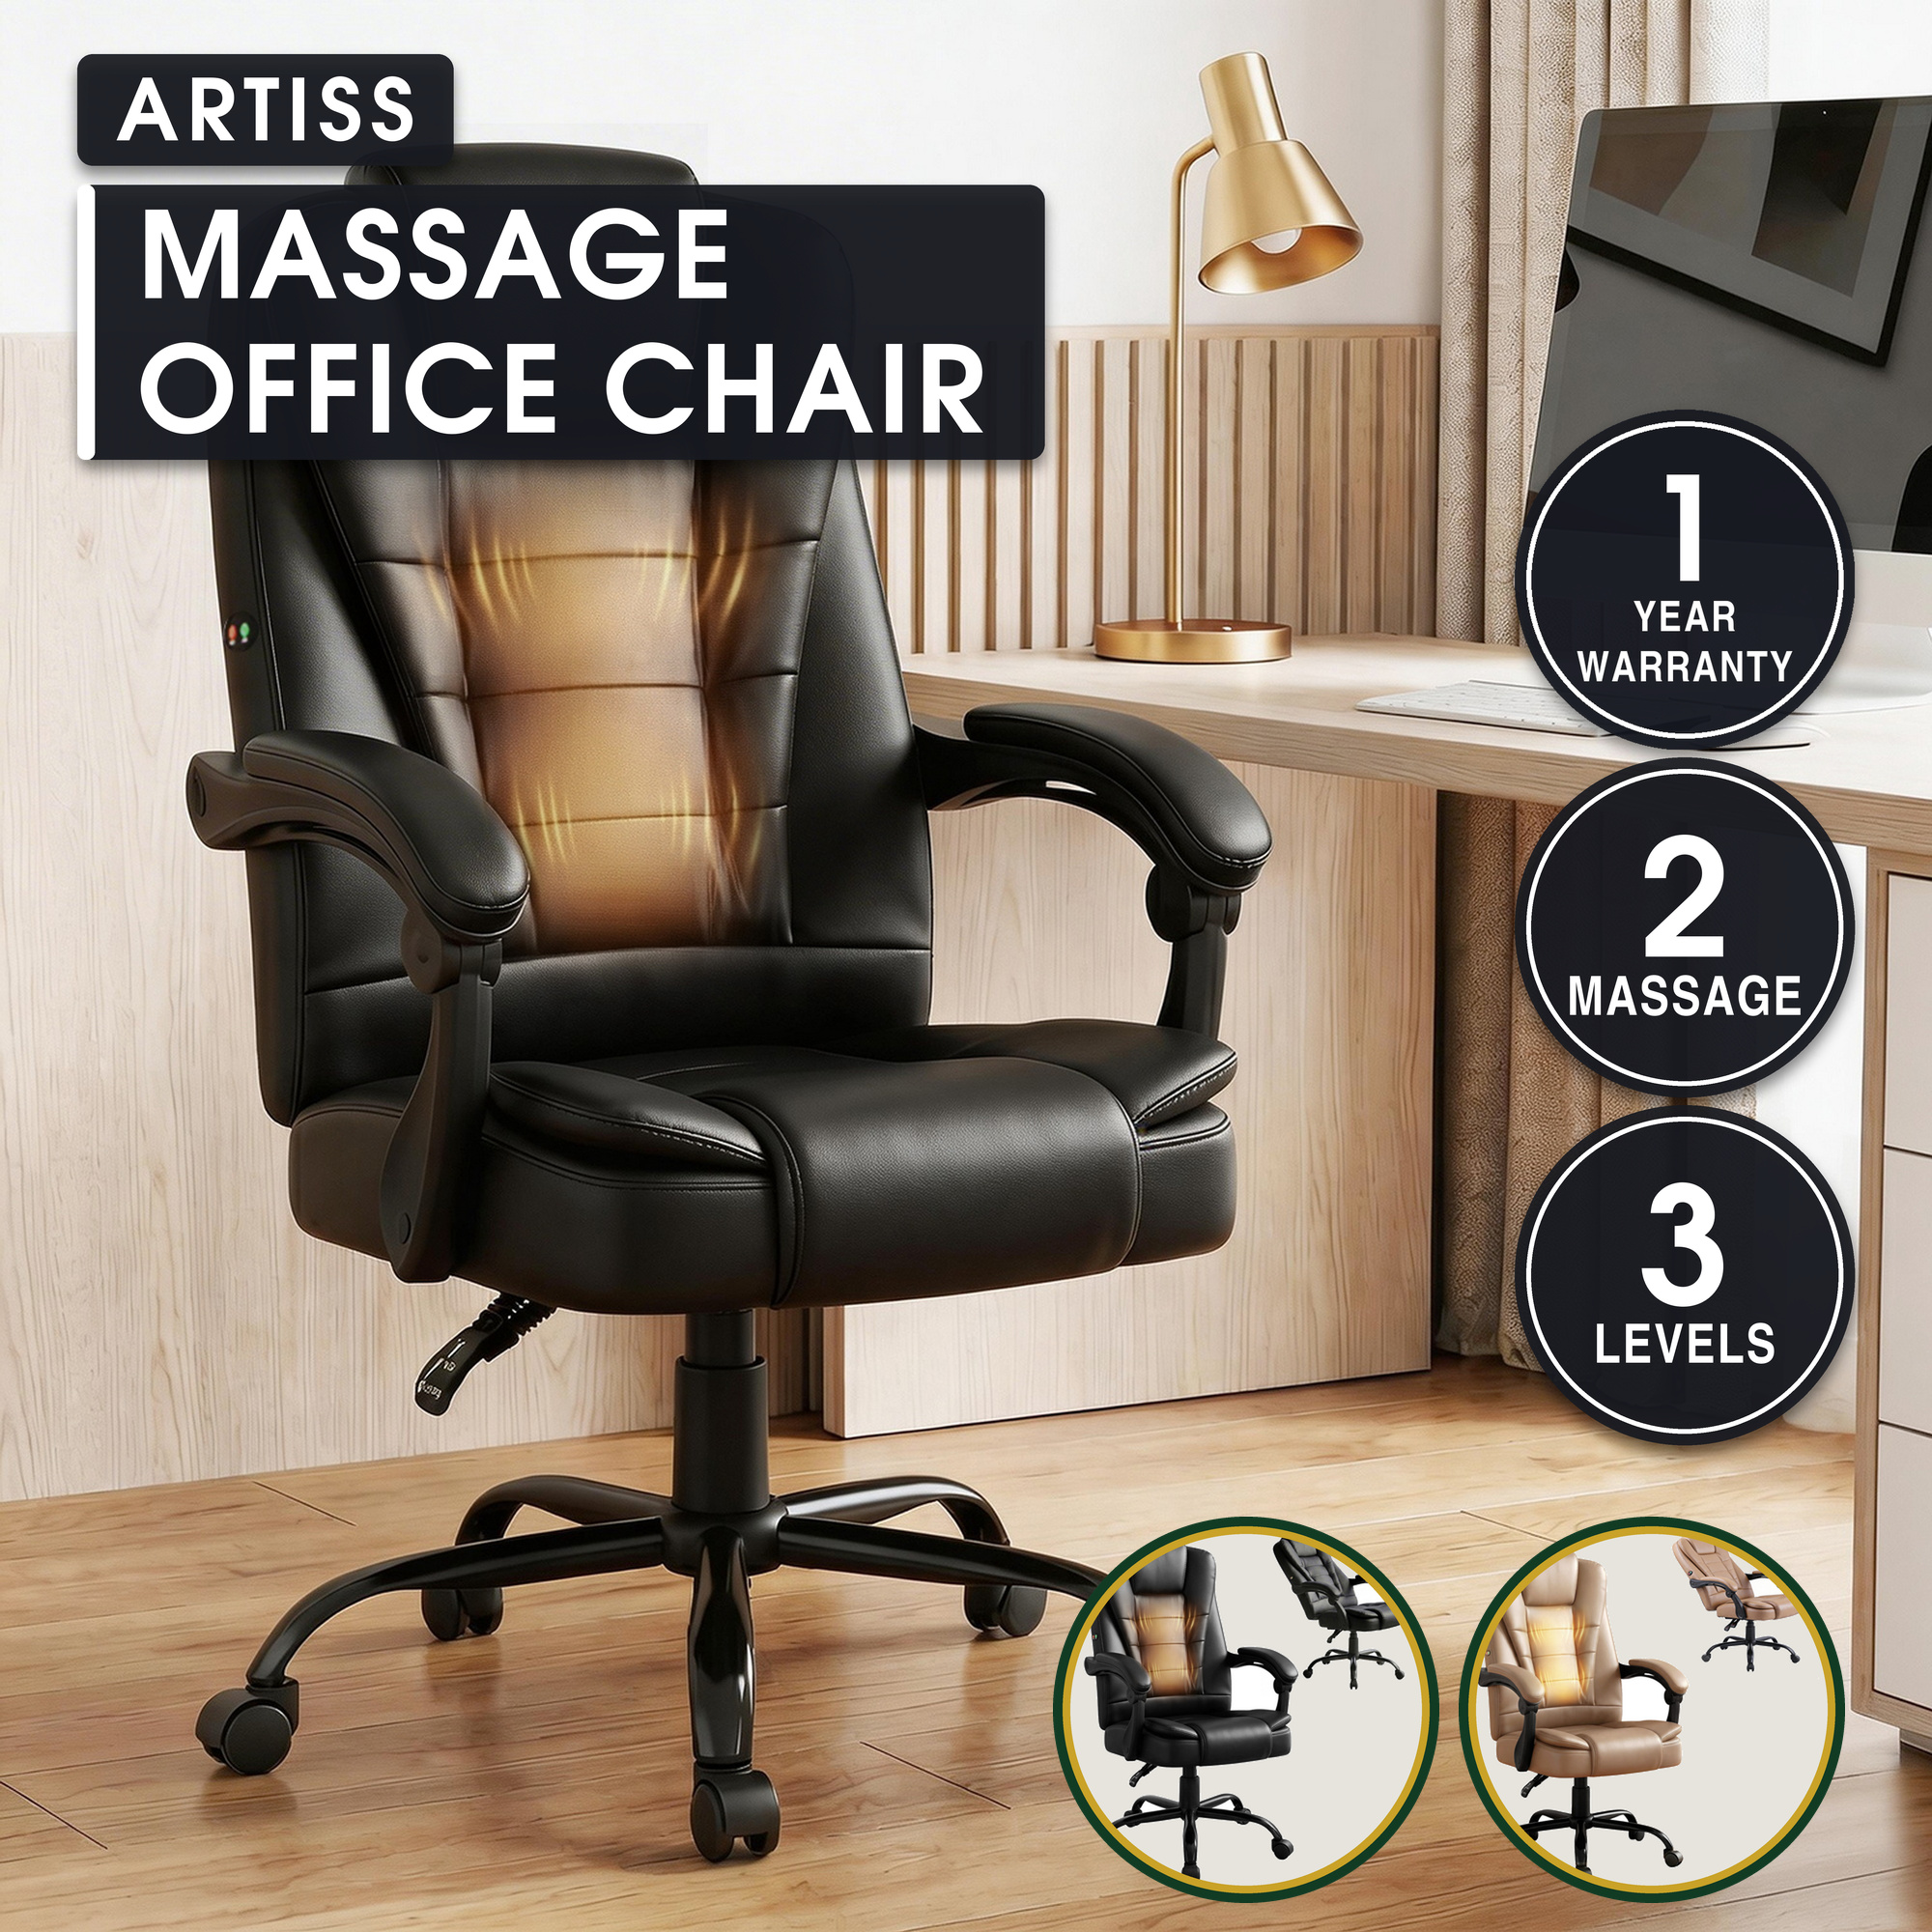 ARTISS
MASSAGE
OFFICE CHAIR
1
YEAR
WARRANTY
2
MASSAGE
3
LEVELS